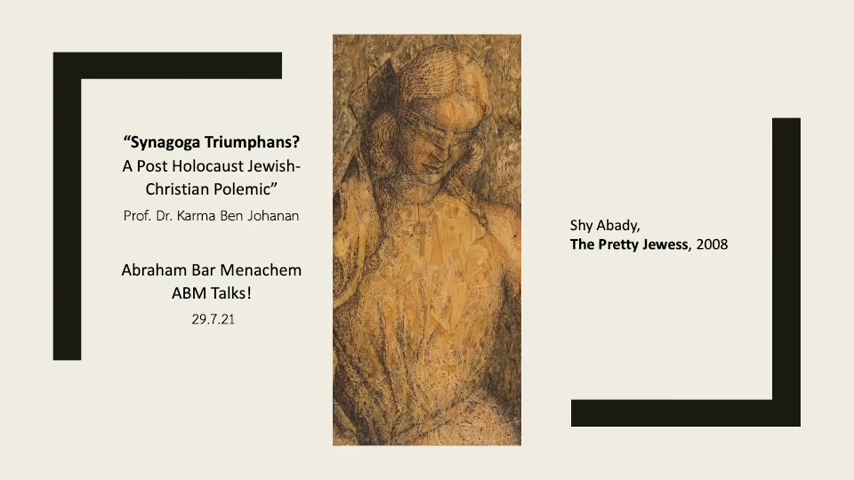 “Synagoga Triumphans?
A Post Holocaust Jewish-
Christian Polemic”
Prof. Dr. Karma Ben Johanan
Abraham Bar Menachem
ABM Talks!
29.7.21
Shy Abady,
The Pretty Jewess, 2008